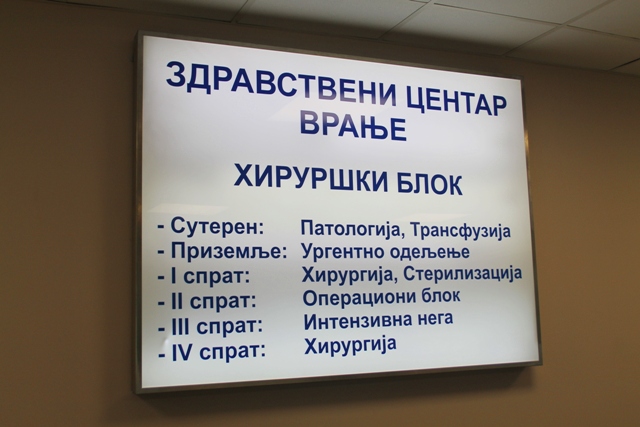 ЗДРАВСТВЕНИ ЦЕНТАР
ВРАЊЕ
ХИРУРШКИ БЛОК
- Сутерен: Патологија, Трансфузија
- Приземље: Ургентно одељење
- I спрат: Хирургија, Стерилизација
- II спрат: Операциони блок
- III спрат: Интензивна нега
- IV спрат: Хирургија